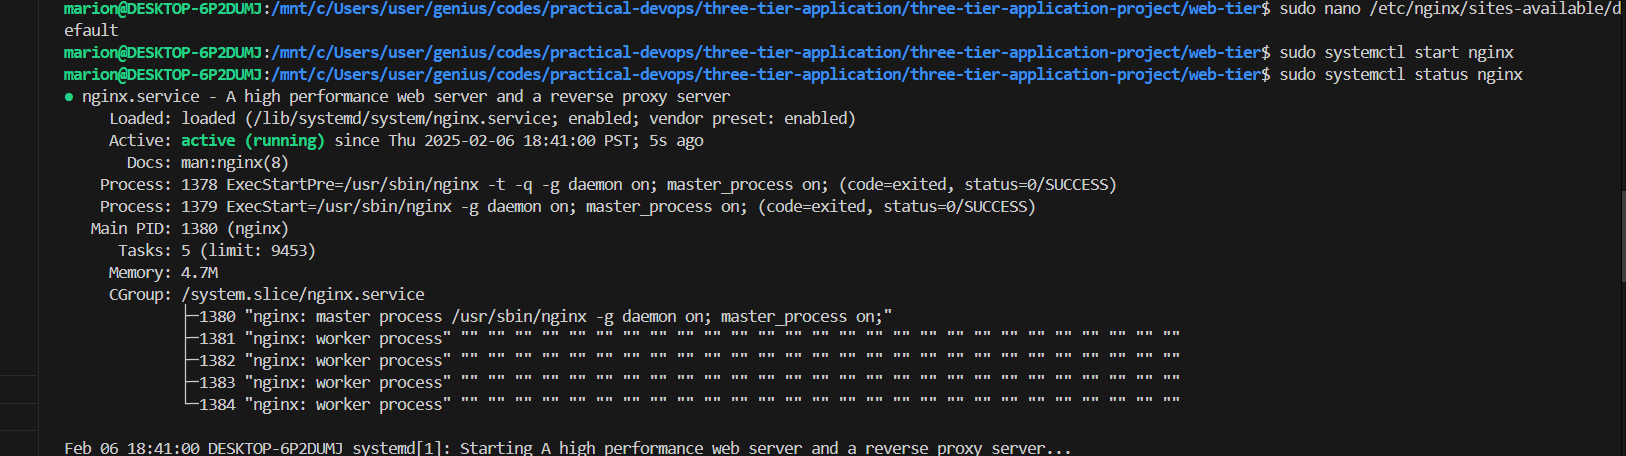 marion@DESKTOP-6P2DUMJ:/mnt/c/Users/user/genius/codes/practical-devops/three-tier-application/three-tier-application-project/web-tier$ sudo nano /etc/nginx/sites-available/d
efault
marion@DESKTOP-6P2DUMJ:/mnt/c/Users/user/genius/codes/practical-devops/three-tier-application/three-tier-application-project/web-tier$ sudo systemctl start nginx
marion@DESKTOP-6P2DUMJ:/mnt/c/Users/user/genius/codes/practical-devops/three-tier-application/three-tier-application-project/web-tier$ sudo systemctl status nginx
● nginx.service - A high performance web server and a reverse proxy server
Loaded: loaded (/lib/systemd/system/nginx.service; enabled; vendor preset: enabled)
Active: active (running) since Thu 2025-02-06 18:41:00 PST; 5s ago
Docs: man:nginx(8)
Process: 1378 ExecStartPre=/usr/sbin/nginx -t -q -g daemon on; master_process on; (code=exited, status=0/SUCCESS)
Process: 1379 ExecStart=/usr/sbin/nginx -g daemon on; master_process on; (code=exited, status=0/SUCCESS)
Main PID: 1380 (nginx)
Tasks: 5 (limit: 9453)
Memory: 4.7M
CGroup: /system.slice/nginx.service
├─1380 "nginx: master process /usr/sbin/nginx -g daemon on; master_process on;"
├─1381 "nginx: worker process" "" "" "" "" "" "" "" "" "" "" "" "" "" "" "" "" "" "" "" "" "" "" "" "" "" "" ""
├─1382 "nginx: worker process" "" "" "" "" "" "" "" "" "" "" "" "" "" "" "" "" "" "" "" "" "" "" "" "" "" "" ""
├─1383 "nginx: worker process" "" "" "" "" "" "" "" "" "" "" "" "" "" "" "" "" "" "" "" "" "" "" "" "" "" "" ""
└─1384 "nginx: worker process" "" "" "" "" "" "" "" "" "" "" "" "" "" "" "" "" "" "" "" "" "" "" "" "" "" "" ""
Feb 06 18:41:00 DESKTOP-6P2DUMJ systemd[1]: Starting A high performance web server and a reverse proxy server...